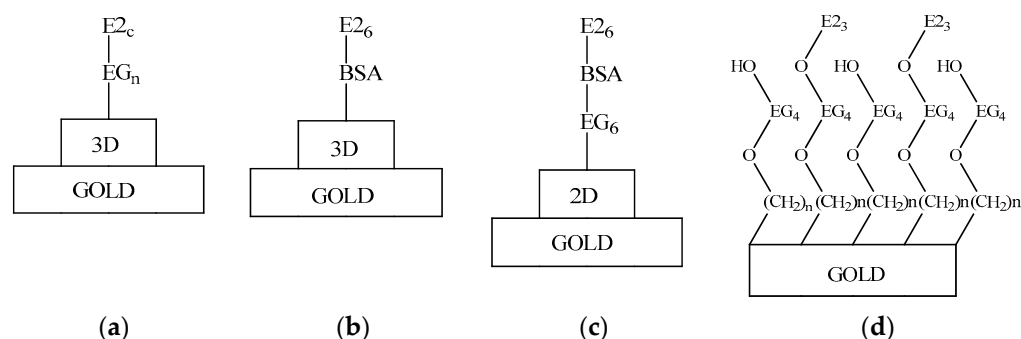 E2c
EGn
3D
GOLD
(a)
E26
BSA
3D
GOLD
(b)
E26
BSA
EG6
2D
GOLD
(c)
E23 E23
HO O HO O HO
EG4 EG4 EG4 EG4 EG4
O O O O O
(CH2)n (CH2)n (CH2)n (CH2)n (CH2)n
GOLD
(d)